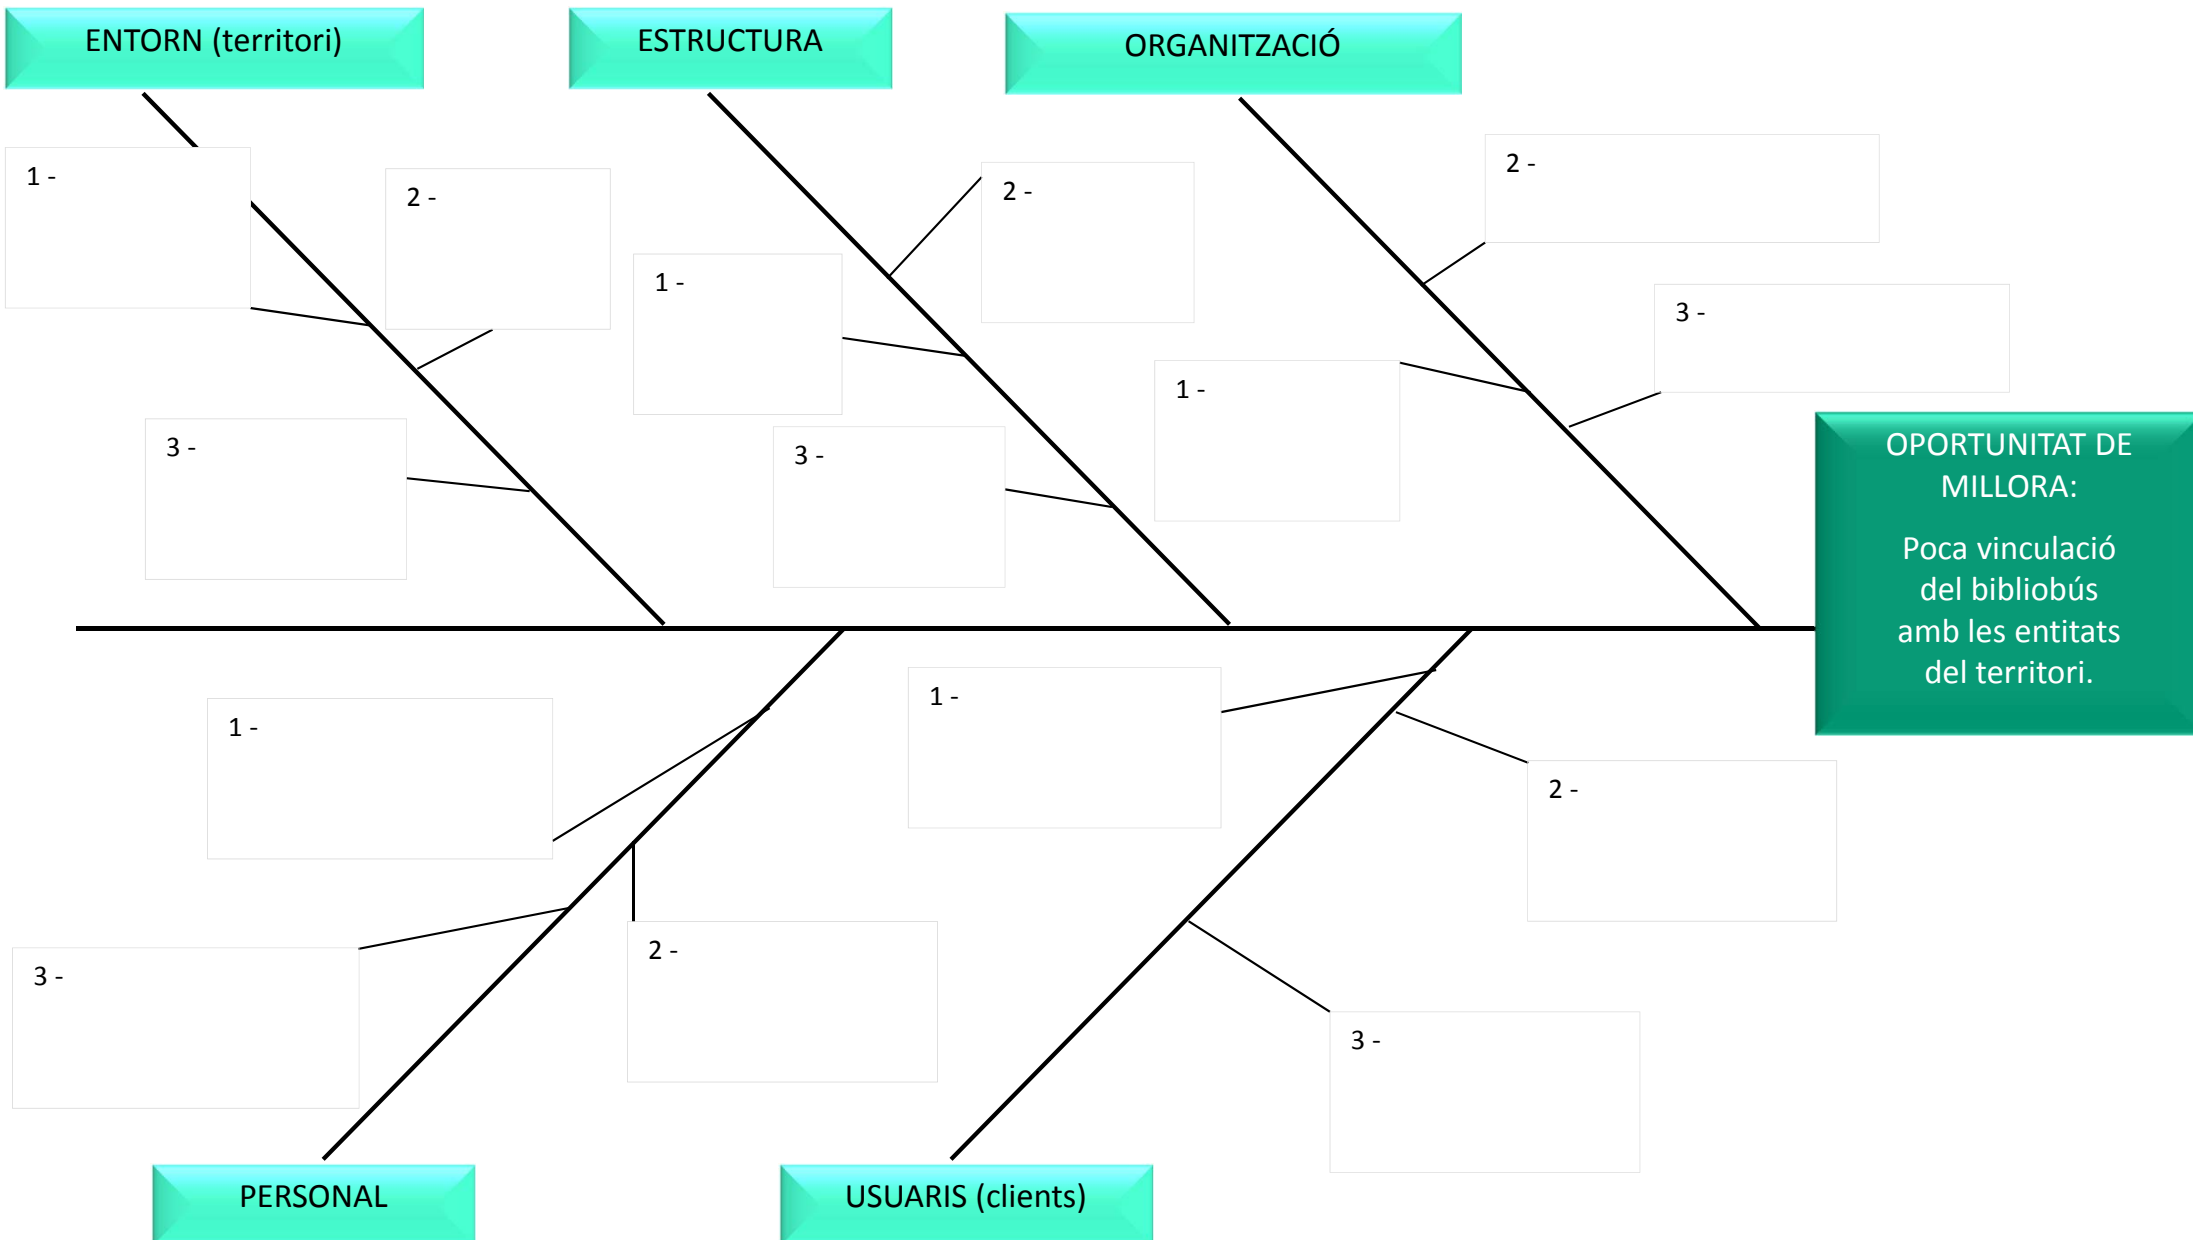 ENTORN (territori)
ESTRUCTURA
ORGANITZACIÓ
1 -
2 -
3 -
1 -
2 -
3 -
1 -
2 -
3 -
OPORTUNITAT DE
MILLORA:
Poca vinculació
del bibliobús
amb les entitats
del territori.
1 -
2 -
3 -
1 -
2 -
3 -
PERSONAL
USUARIS (clients)